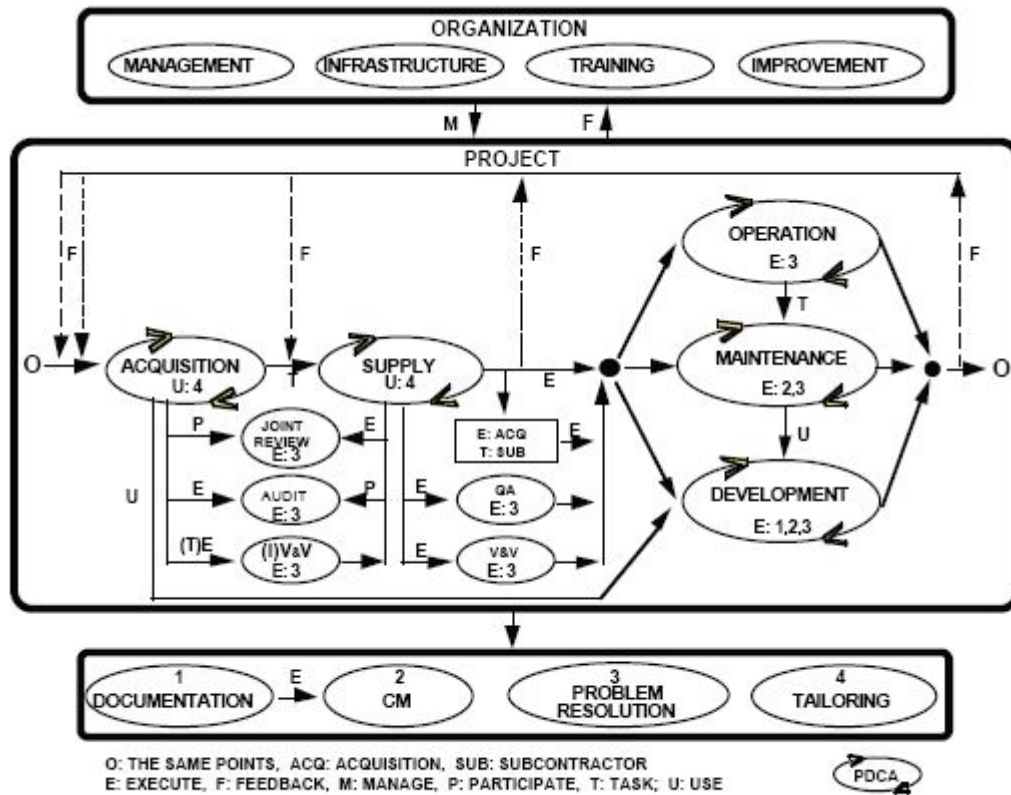 ORGANIZATION
MANAGEMENT
INFRASTRUCTURE
TRAINING
IMPROVEMENT
M
F
PROJECT
F
F
F
F
OPERATION
E: 3
T
O
ACQUISITION
U: 4
T
SUPPLY
U: 4
E
MAINTENANCE
E: 2,3
O
U
P
JOINT
REVIEW
E: 3
E
E: ACQ
T: SUB
E
U
E
AUDIT
E: 3
P
E
QA
E: 3
DEVELOPMENT
E: 1,2,3
(T)E
(I)V&V
E: 3
E
V&V
E: 3
1
DOCUMENTATION
E
2
CM
3
PROBLEM
RESOLUTION
4
TAILORING
O: THE SAME POINTS, ACQ: ACQUISITION, SUB: SUBCONTRACTOR
E: EXECUTE, F: FEEDBACK, M: MANAGE, P: PARTICIPATE, T: TASK; U: USE
PDCA